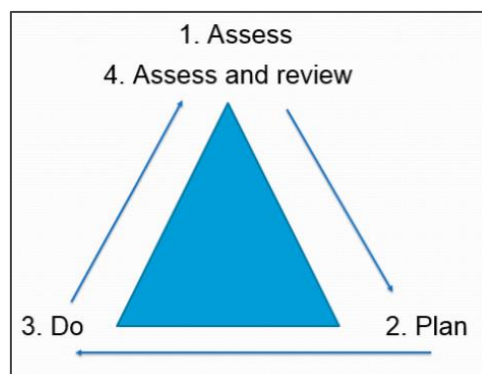 1. Assess
4. Assess and review
3. Do
2. Plan